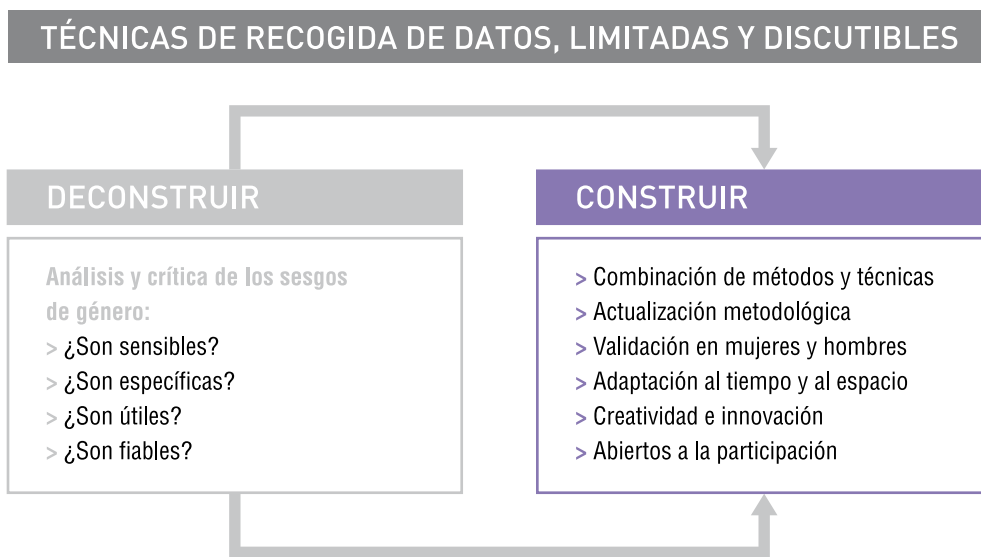 TÉCNICAS DE RECOGIDA DE DATOS, LIMITADAS Y DISCUTIBLES
DECONSTRUIR
Análisis y crítica de los sesgos
de género:
> ¿Son sensibles?
> ¿Son específicas?
> ¿Son útiles?
> ¿Son fiables?
CONSTRUIR
> Combinación de métodos y técnicas
> Actualización metodológica
> Validación en mujeres y hombres
> Adaptación al tiempo y al espacio
> Creatividad e innovación
> Abiertos a la participación